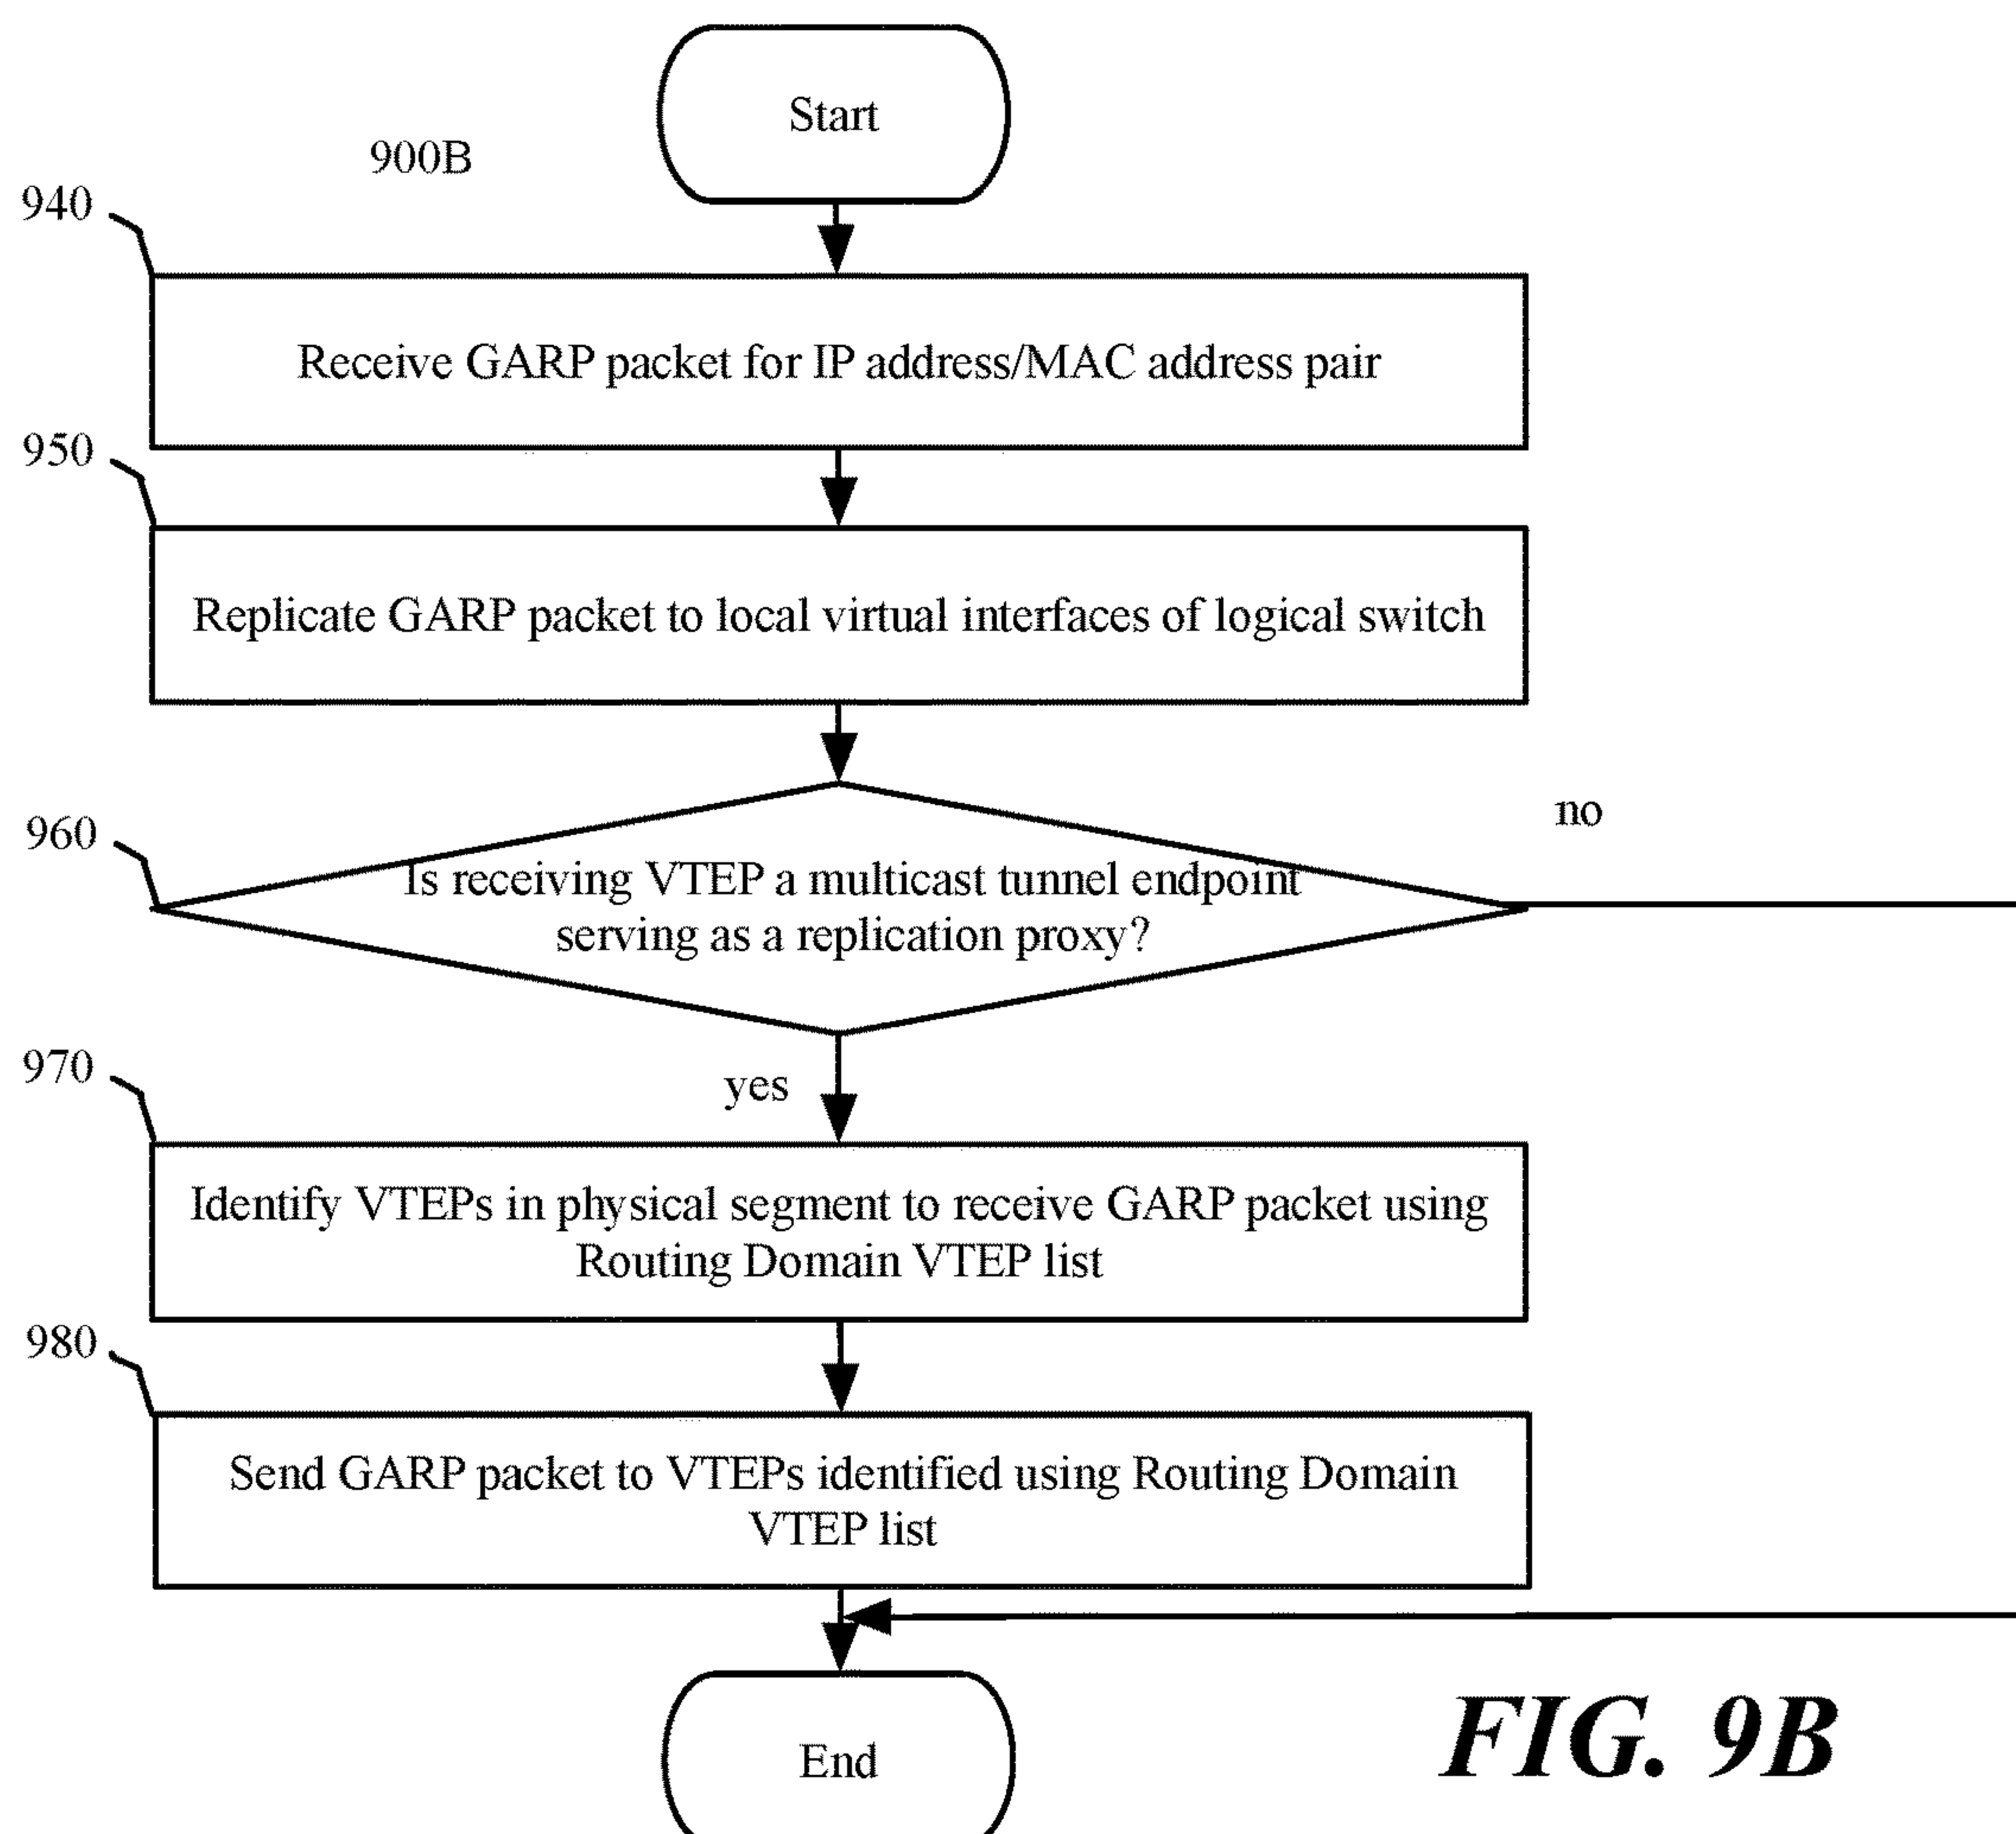 Start
900B
940
Receive GARP packet for IP address/MAC address pair
950
Replicate GARP packet to local virtual interfaces of logical switch
960
no
Is receiving VTEP a multicast tunnel endpoint
serving as a replication proxy?
yes
970
Identify VTEPs in physical segment to receive GARP packet using
Routing Domain VTEP list
980
Send GARP packet to VTEPs identified using Routing Domain
VTEP list
End
FIG. 9B